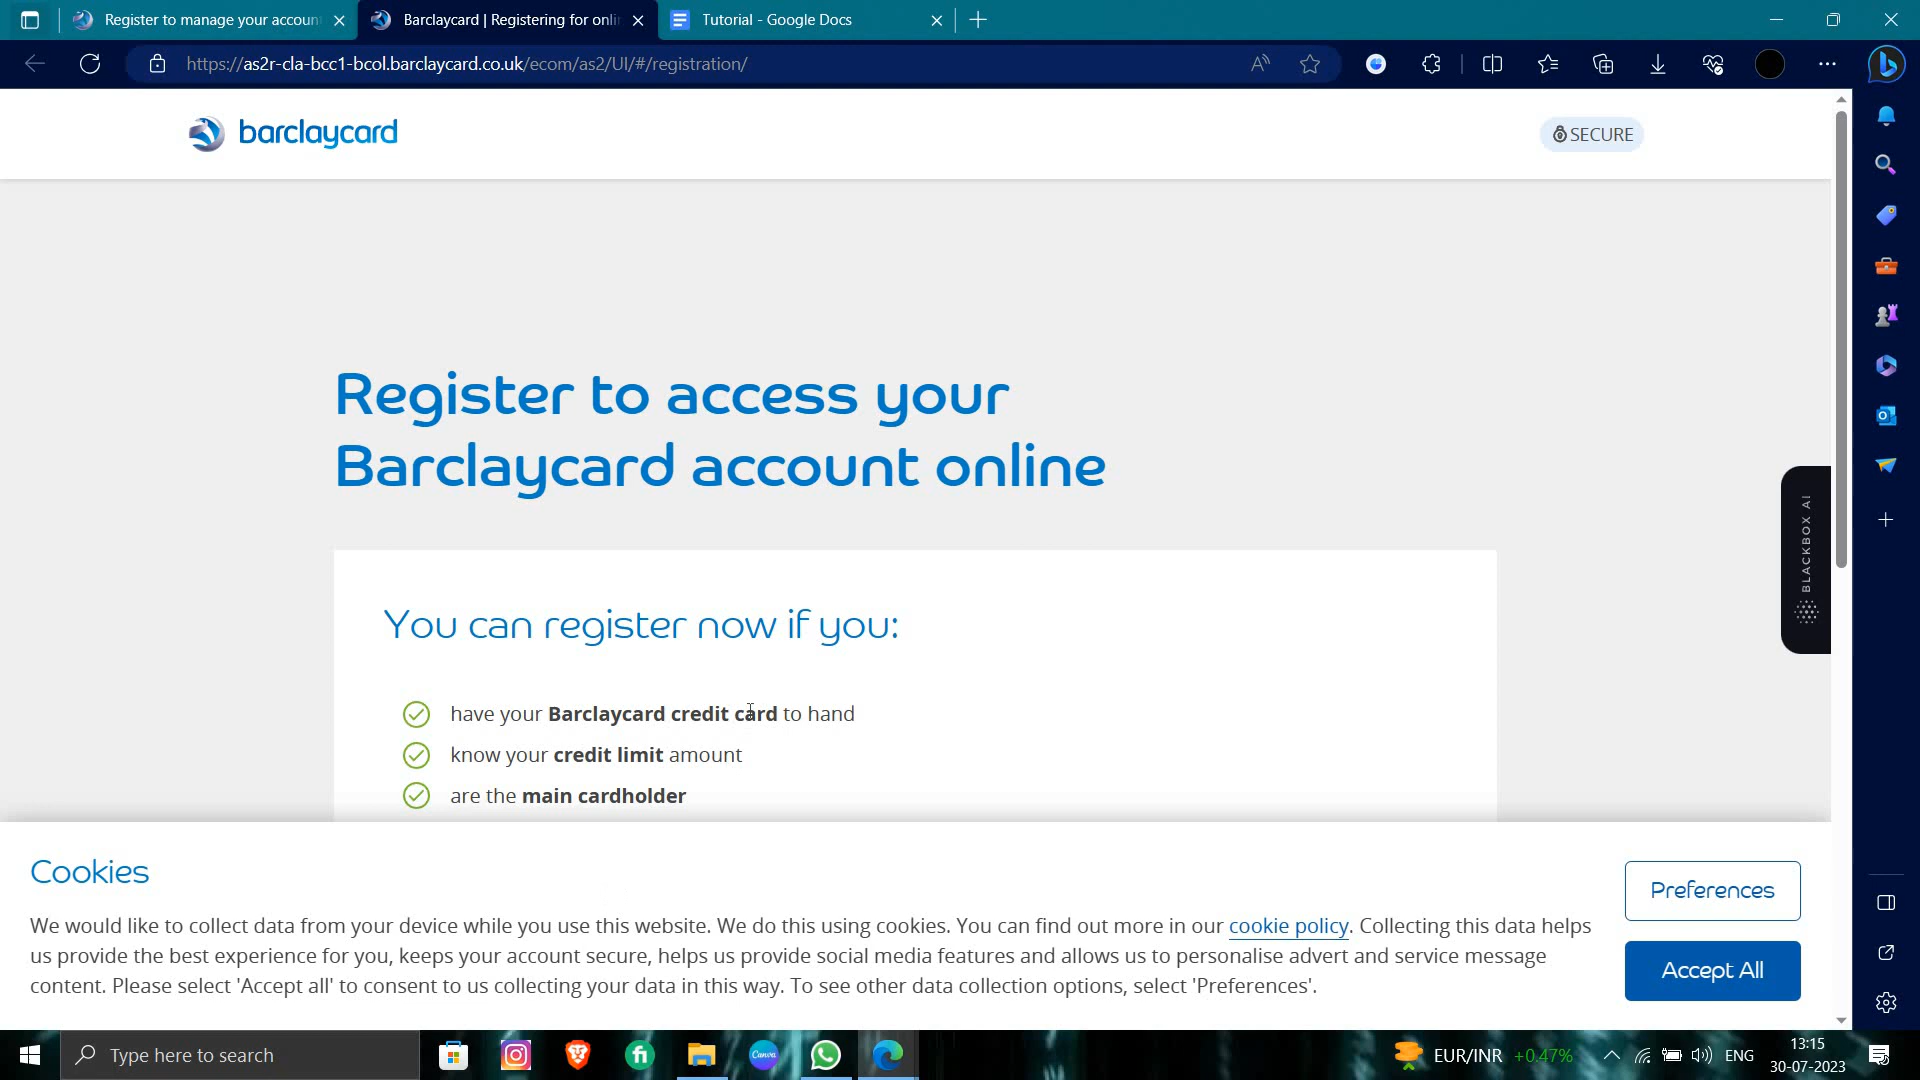 Register to manage your accoun
Barclaycard | Registering for onli
Tutorial - Google Docs
https://as2r-cla-bcc1-bcol.barclaycard.co.uk/ecom/as2/UI/#/registration/
barclaycard
SECURE
Register to access your
Barclaycard account online
BLACKBOX AI
You can register now if you:
have your Barclaycard credit card to hand
know your credit limit amount
are the main cardholder
Cookies
We would like to collect data from your device while you use this website. We do this using cookies. You can find out more in our cookie policy. Collecting this data helps
us provide the best experience for you, keeps your account secure, helps us provide social media features and allows us to personalise advert and service message
content. Please select 'Accept all' to consent to us collecting your data in this way. To see other data collection options, select 'Preferences'.
Preferences
Accept All
Type here to search
Canva
EUR/INR +0.47%
ENG
13:15
30-07-2023